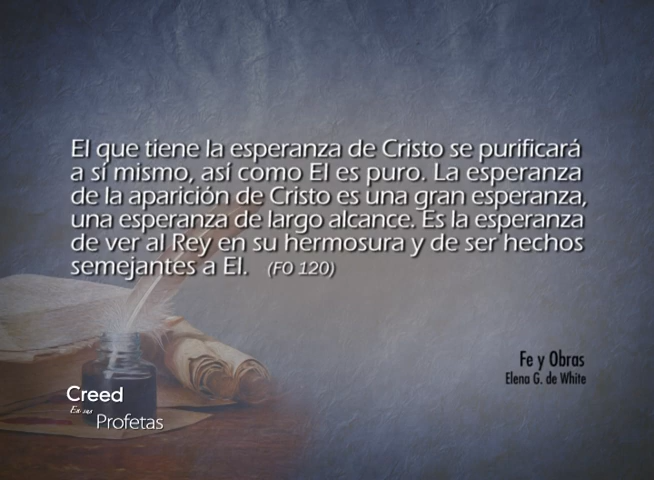 El que tiene la esperanza de Cristo se purificará
a sí mismo, así como El es puro. La esperanza
de la aparición de Cristo es una gran esperanza,
una esperanza de largo alcance. Es la esperanza
de ver al Rey en su hermosura y de ser hechos
semejantes a El. (FO 120)
Fe y Obras
Elena G. de White
Creed
En sus
Profetas